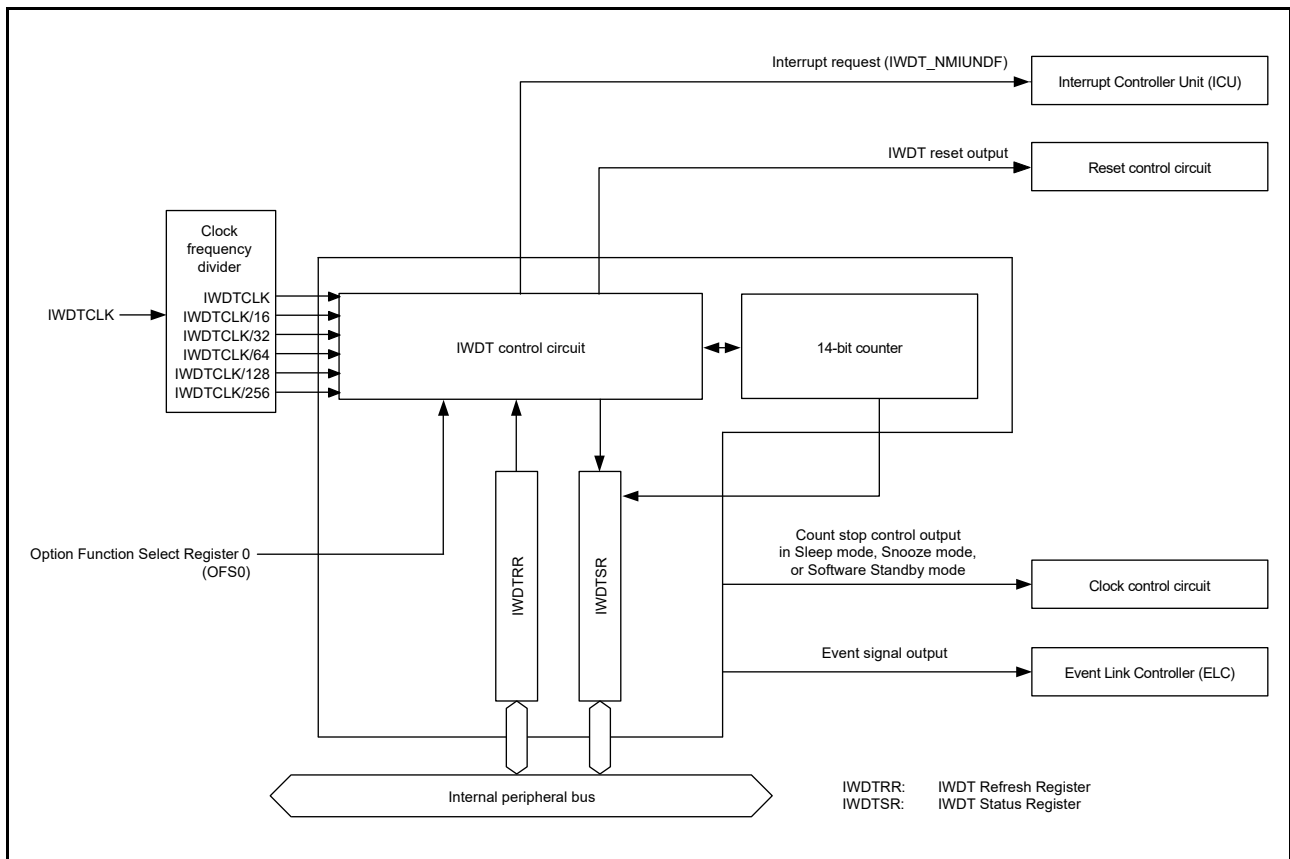 Interrupt request (IWDT_NMIUNDF)
Interrupt Controller Unit (ICU)
IWDT reset output
Reset control circuit
Clock
frequency
divider
IWDTCLK
IWDTCLK
IWDTCLK/16
IWDTCLK/32
IWDTCLK/64
IWDTCLK/128
IWDTCLK/256
IWDT control circuit
14-bit counter
Option Function Select Register 0
(OFS0)
IWDTRR
IWDTSR
Count stop control output
in Sleep mode, Snooze mode,
or Software Standby mode
Clock control circuit
Event signal output
Event Link Controller (ELC)
Internal peripheral bus
IWDTRR: IWDT Refresh Register
IWDTSR: IWDT Status Register